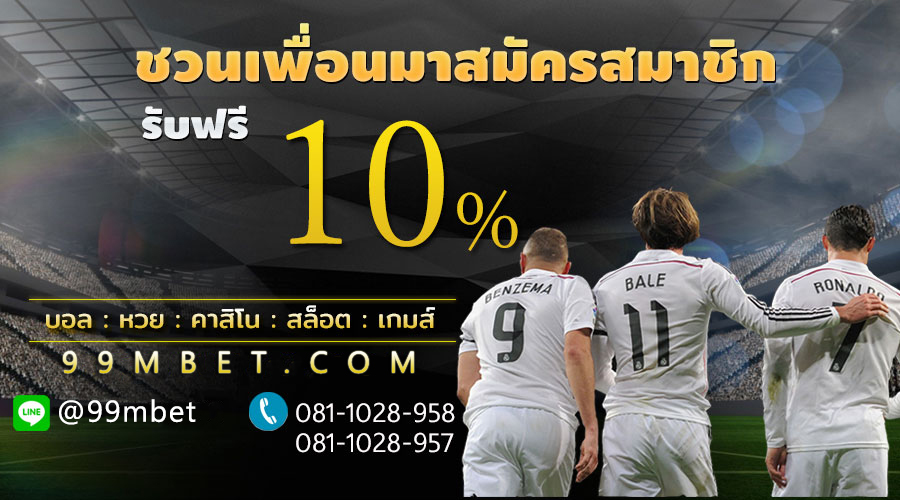 ชวนเพื่อนมาสมัครสมาชิก
รับฟรี
10%
บอล : หวย : คาสิโน : สล็อต : เกมส์
99MBET.COM
LINE @99mbet
081-1028-958
081-1028-957
BENZEMA
9
BALE
11
RONALDO
7